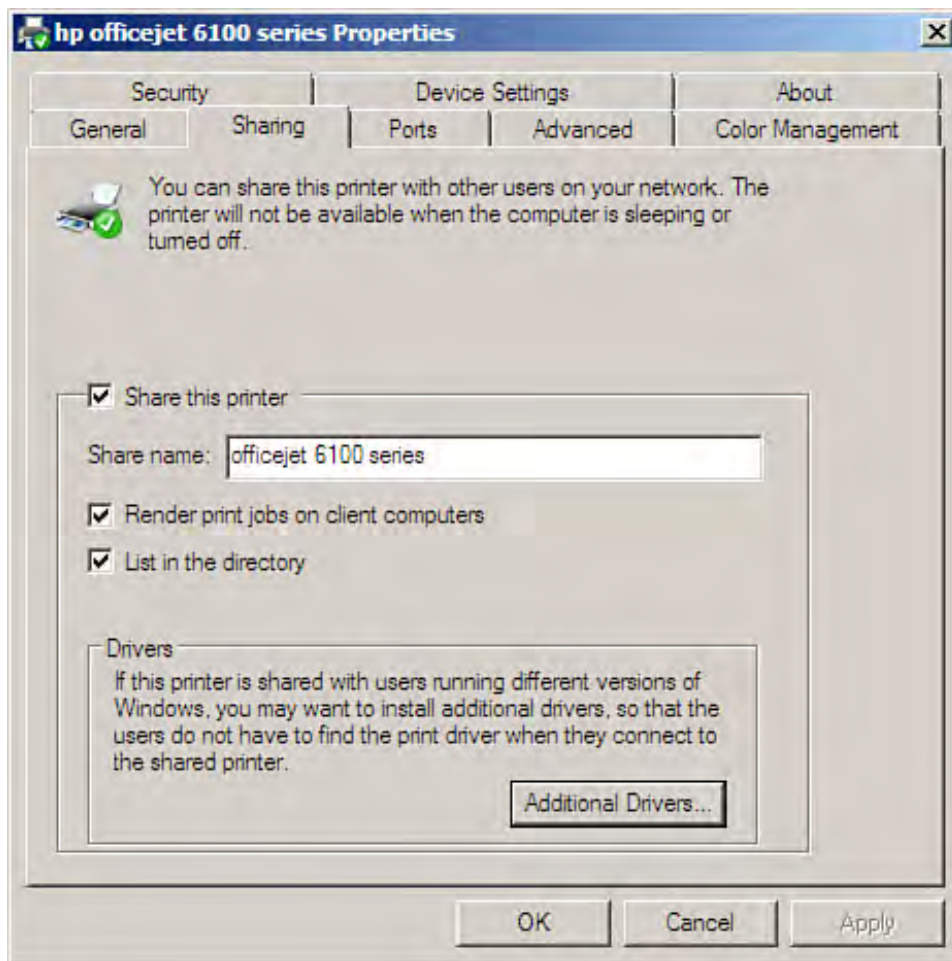 hp officejet 6100 series Properties
Security Device Settings About
General Sharing Ports Advanced Color Management
You can share this printer with other users on your network. The
printer will not be available when the computer is sleeping or
turned off.
Share this printer
Share name: officejet 6100 series
Render print jobs on client computers
List in the directory
Drivers
If this printer is shared with users running different versions of
Windows, you may want to install additional drivers, so that the
users do not have to find the print driver when they connect to
the shared printer.
Additional Drivers...
OK Cancel Apply